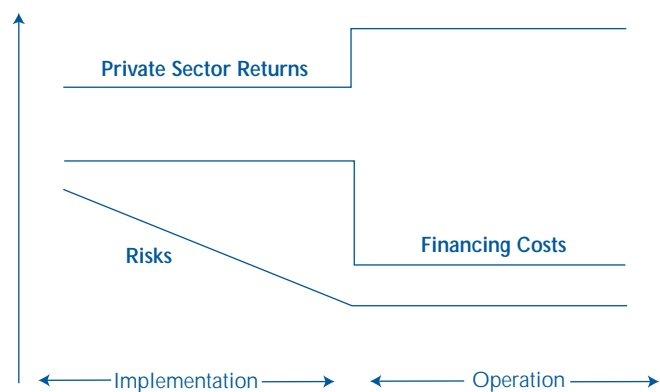 Private Sector Returns
Financing Costs
Risks
Implementation
Operation